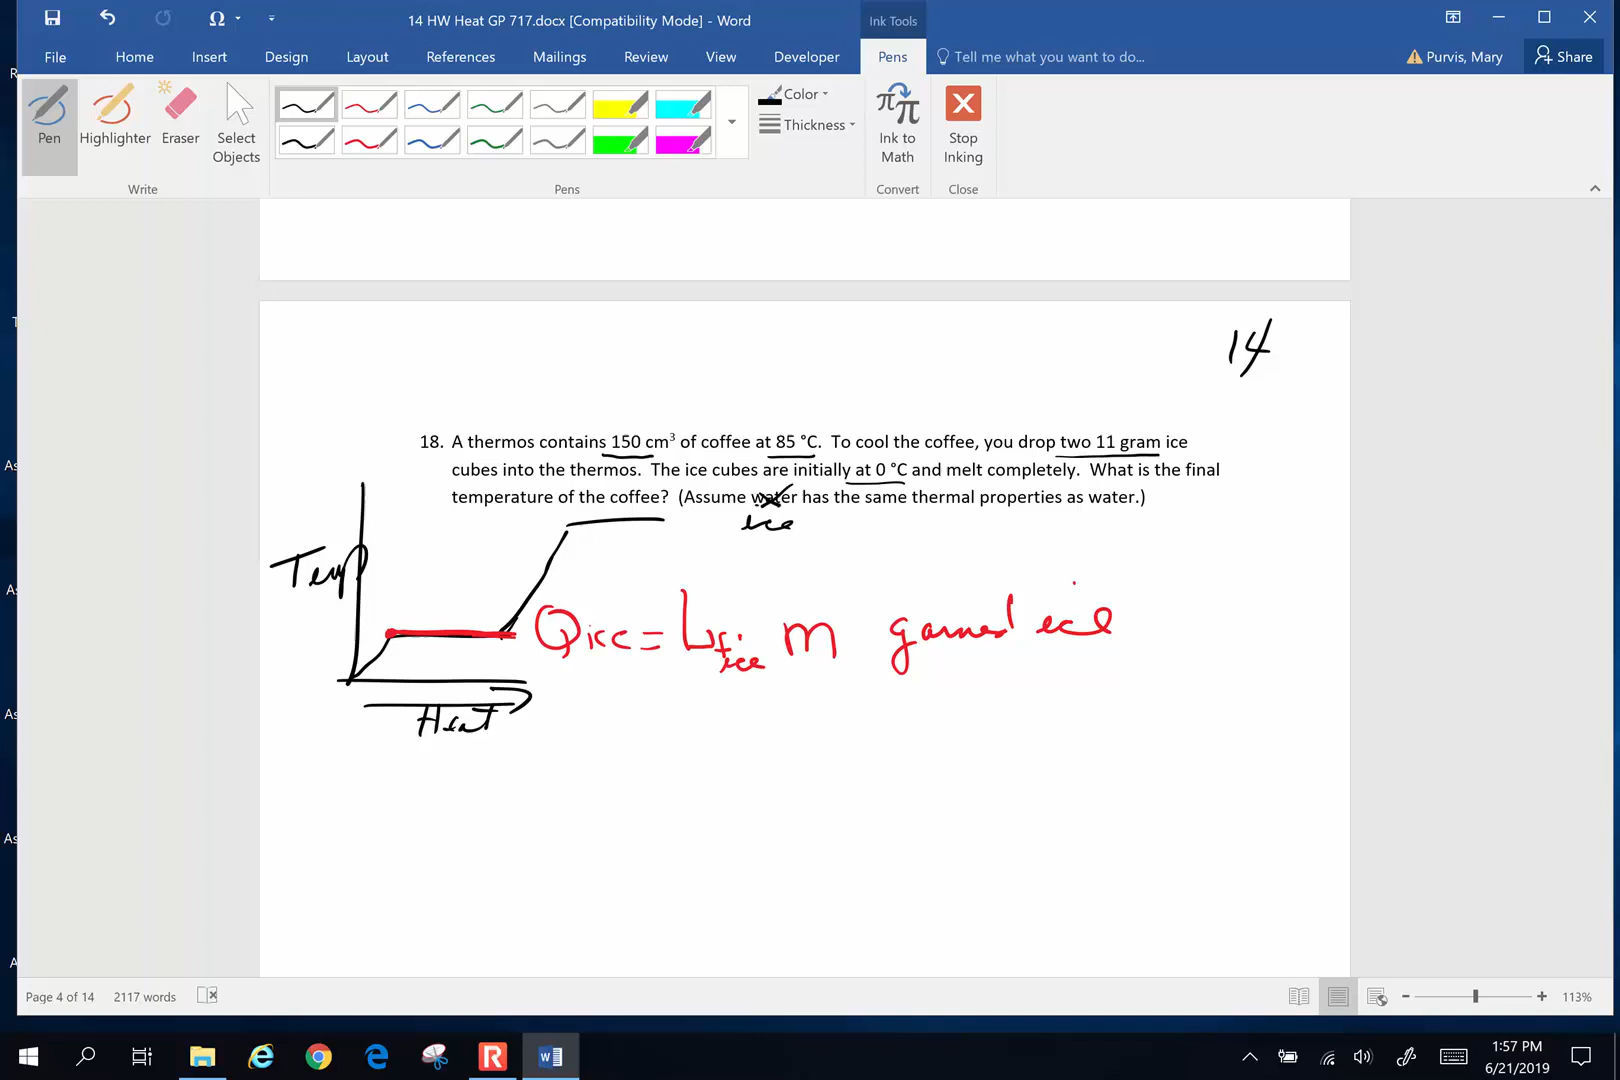 14 HW Heat GP 717.docx [Compatibility Mode] - Word
Ink Tools
File Home Insert Design Layout References Mailings Review View Developer Pens Tell me what you want to do... Purvis, Mary Share
Pen Highlighter Eraser Select Objects
Color
Thickness
Ink to Math
Stop Inking
Write Pens Convert Close
14
18. A thermos contains 150 cm³ of coffee at 85 °C. To cool the coffee, you drop two 11 gram ice
cubes into the thermos. The ice cubes are initially at 0 °C and melt completely. What is the final
temperature of the coffee? (Assume water has the same thermal properties as water.)
ice
Temp
Qice = Lf ice m gained ice
Heat
Page 4 of 14 2117 words 113%
1:57 PM
6/21/2019